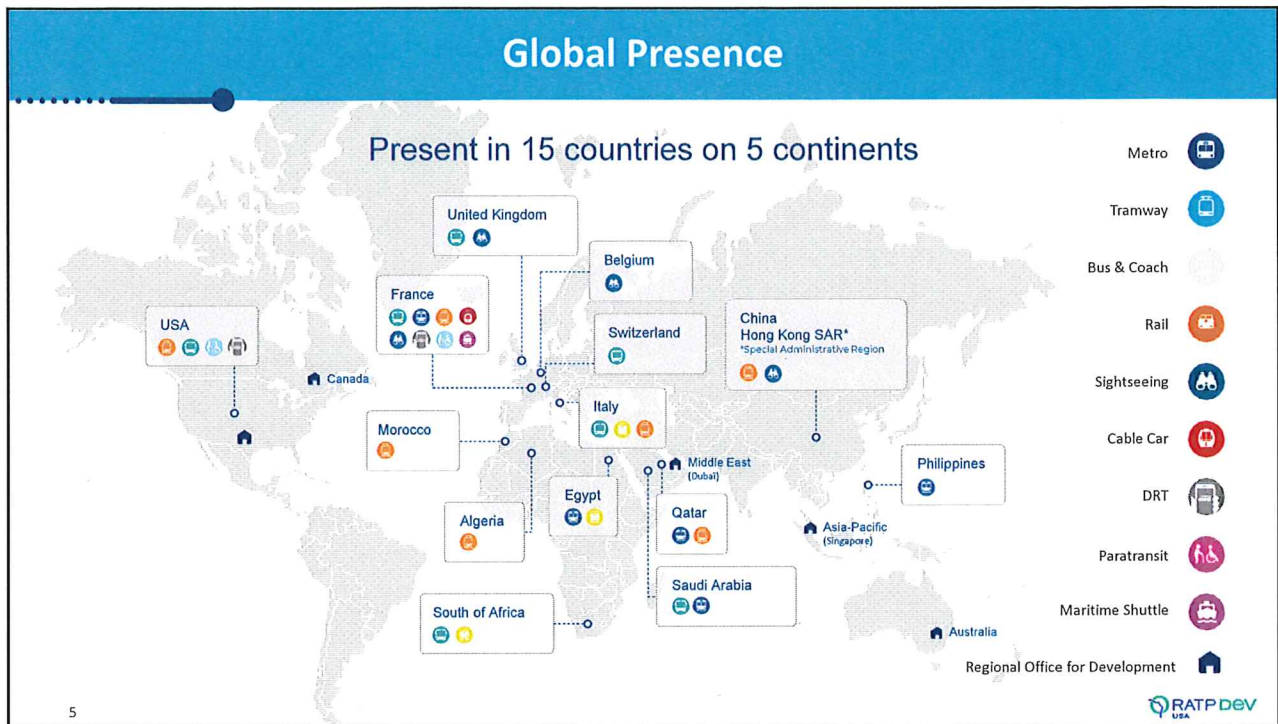 Global Presence
Present in 15 countries on 5 continents
United Kingdom
Belgium
France
Switzerland
USA
China
Hong Kong SAR*
*Special Administrative Region
Canada
Italy
Morocco
Middle East
(Dubaï)
Philippines
Egypt
Qatar
Algeria
Asia-Pacific
(Singapore)
Saudi Arabia
South of Africa
Australia
Metro
Tramway
Bus & Coach
Rail
Sightseeing
Cable Car
DRT
Paratransit
Maritime Shuttle
Regional Office for Development
5
RATP DEV
USA